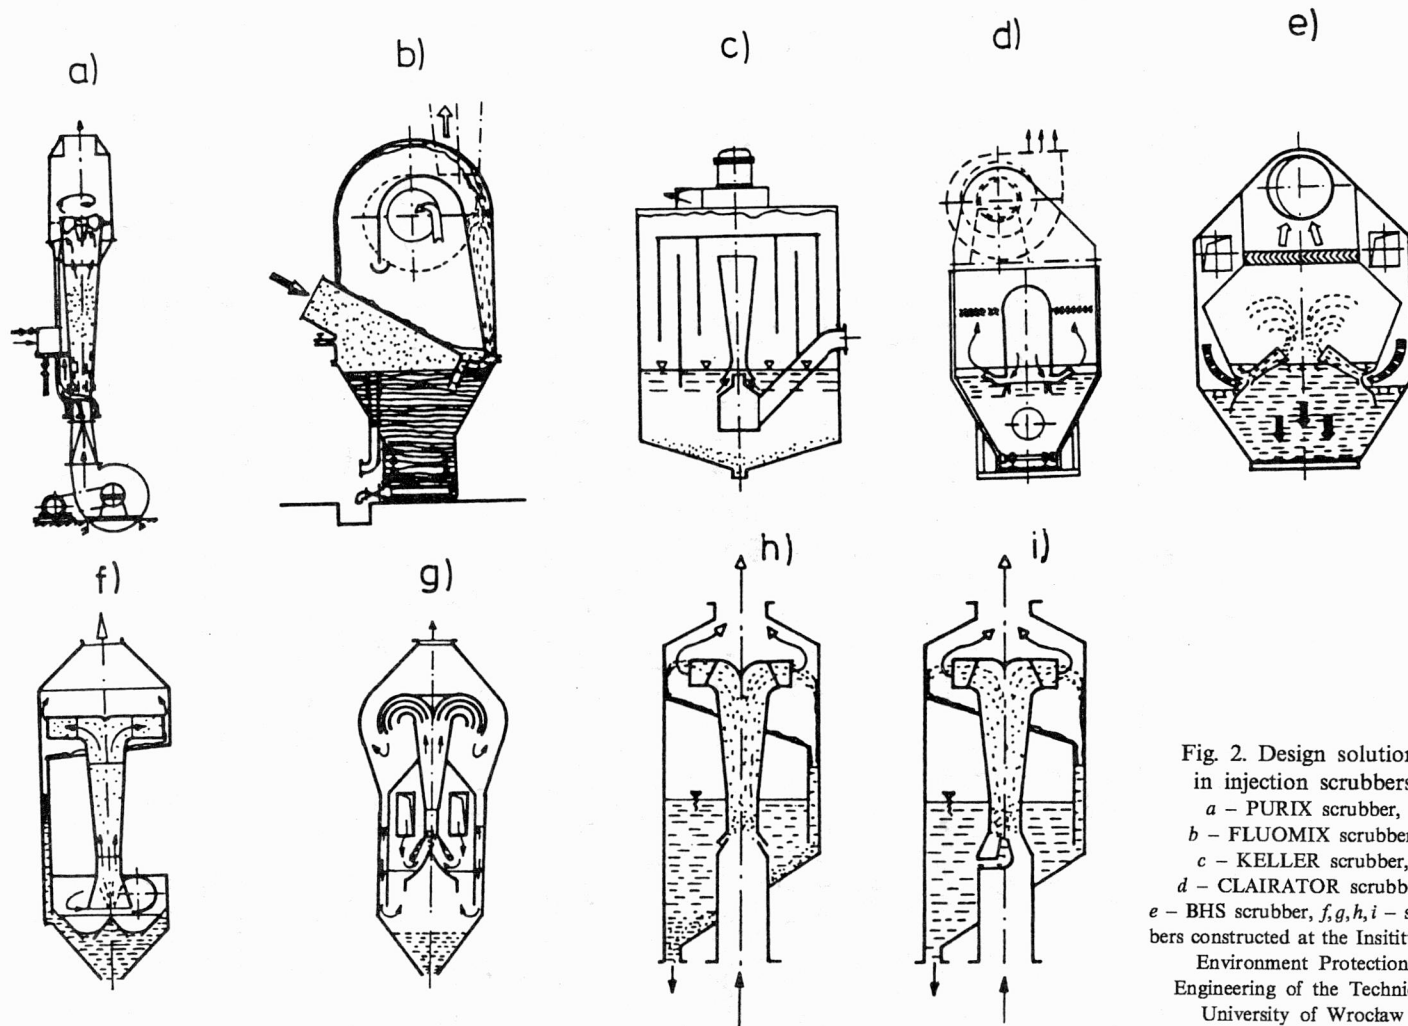 a)
b)
c)
d)
e)
f)
g)
h)
i)
Fig. 2. Design solution
in injection scrubbers
a – PURIX scrubber,
b – FLUOMIX scrubber
c – KELLER scrubber,
d – CLAIRATOR scrubb
e – BHS scrubber, f,g,h,i – s
bers constructed at the Insitit
Environment Protection
Engineering of the Techni
University of Wrocław